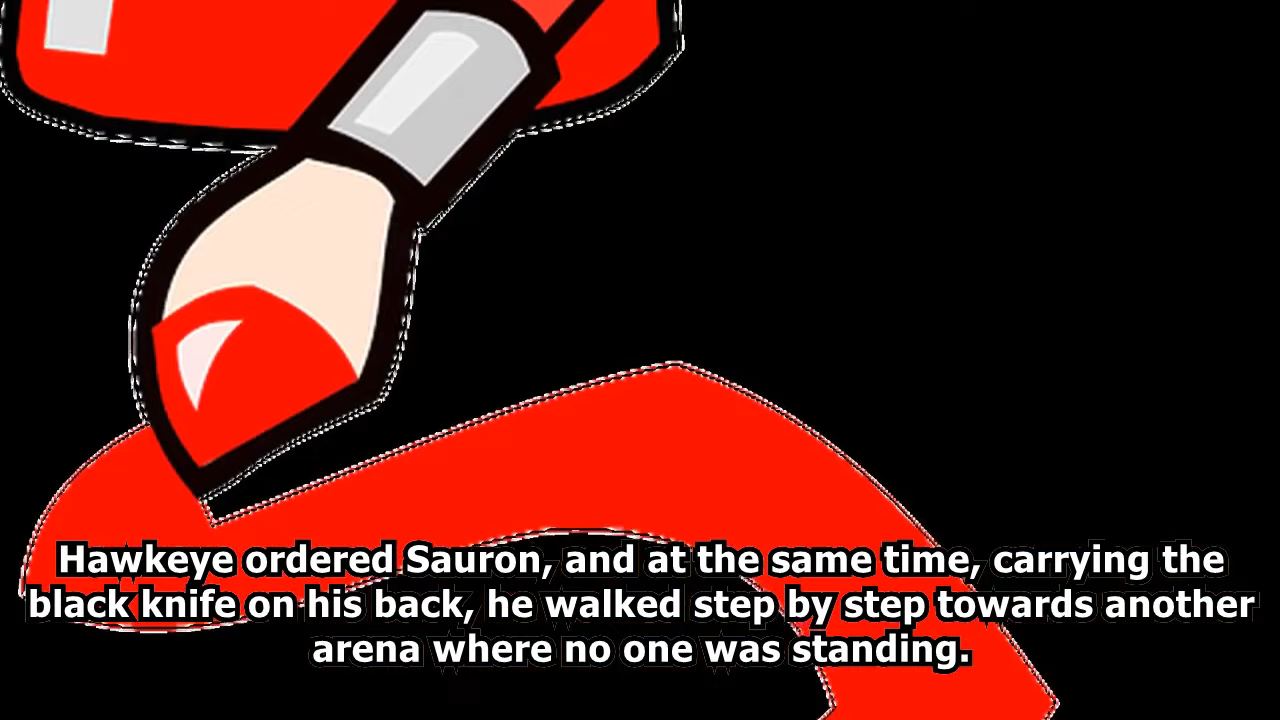 Hawkeye ordered Sauron, and at the same time, carrying the
black knife on his back, he walked step by step towards another
arena where no one was standing.